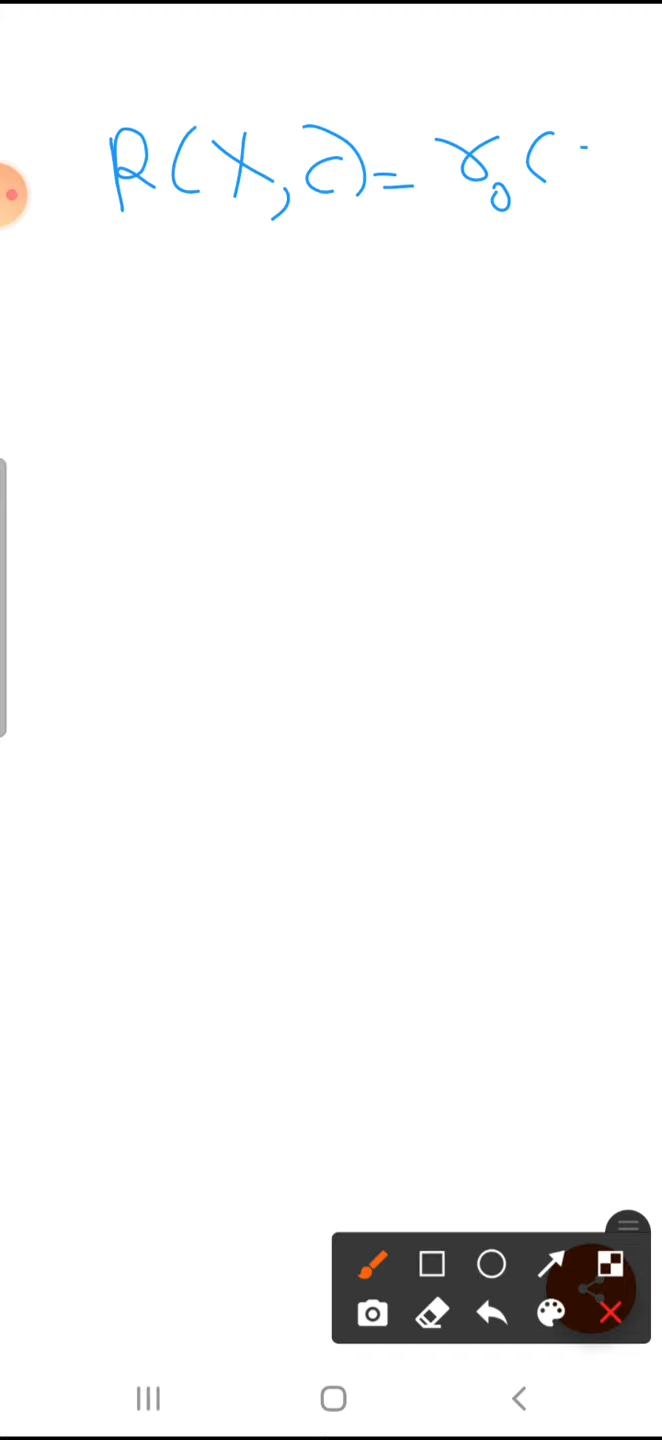 R(X, c̄) = γ₀(